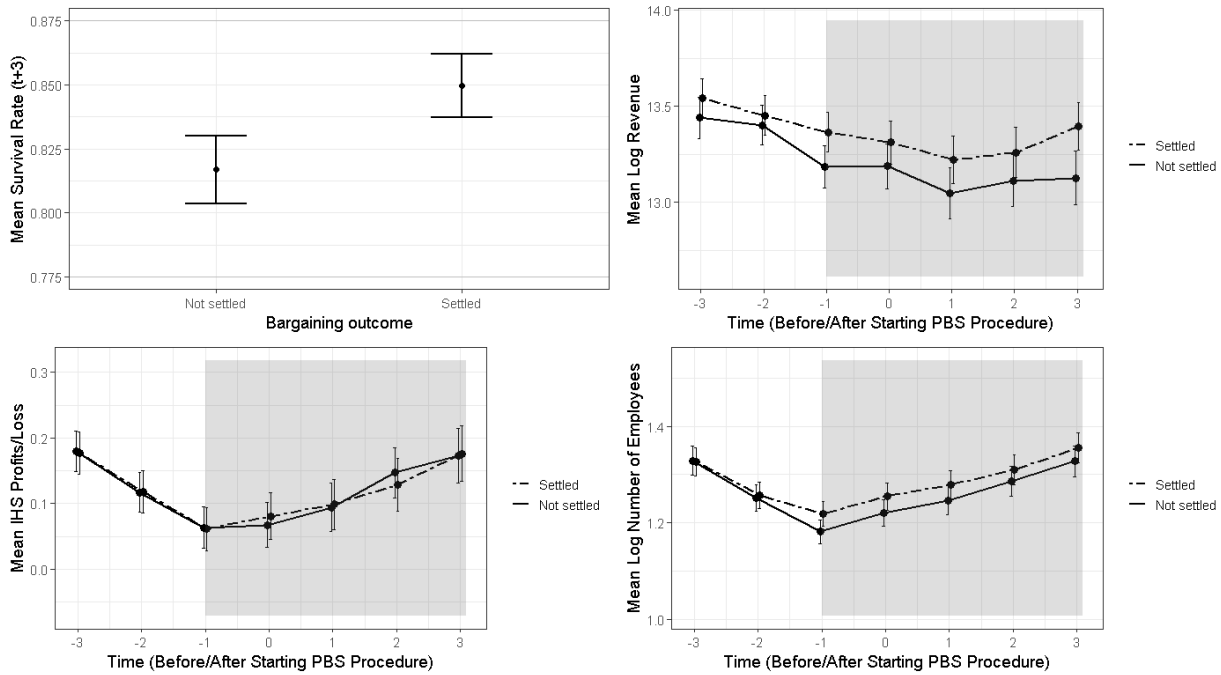 Mean Survival Rate (t+3)
0.875
0.850
0.825
0.800
0.775
Not settled
Settled
Bargaining outcome
Mean Log Revenue
14.0
13.5
13.0
-3 -2 -1 0 1 2 3
Time (Before/After Starting PBS Procedure)
Settled
Not settled
Mean IHS Profits/Loss
0.3
0.2
0.1
0.0
-3 -2 -1 0 1 2 3
Time (Before/After Starting PBS Procedure)
Settled
Not settled
Mean Log Number of Employees
1.4
1.2
1.0
-3 -2 -1 0 1 2 3
Time (Before/After Starting PBS Procedure)
Settled
Not settled